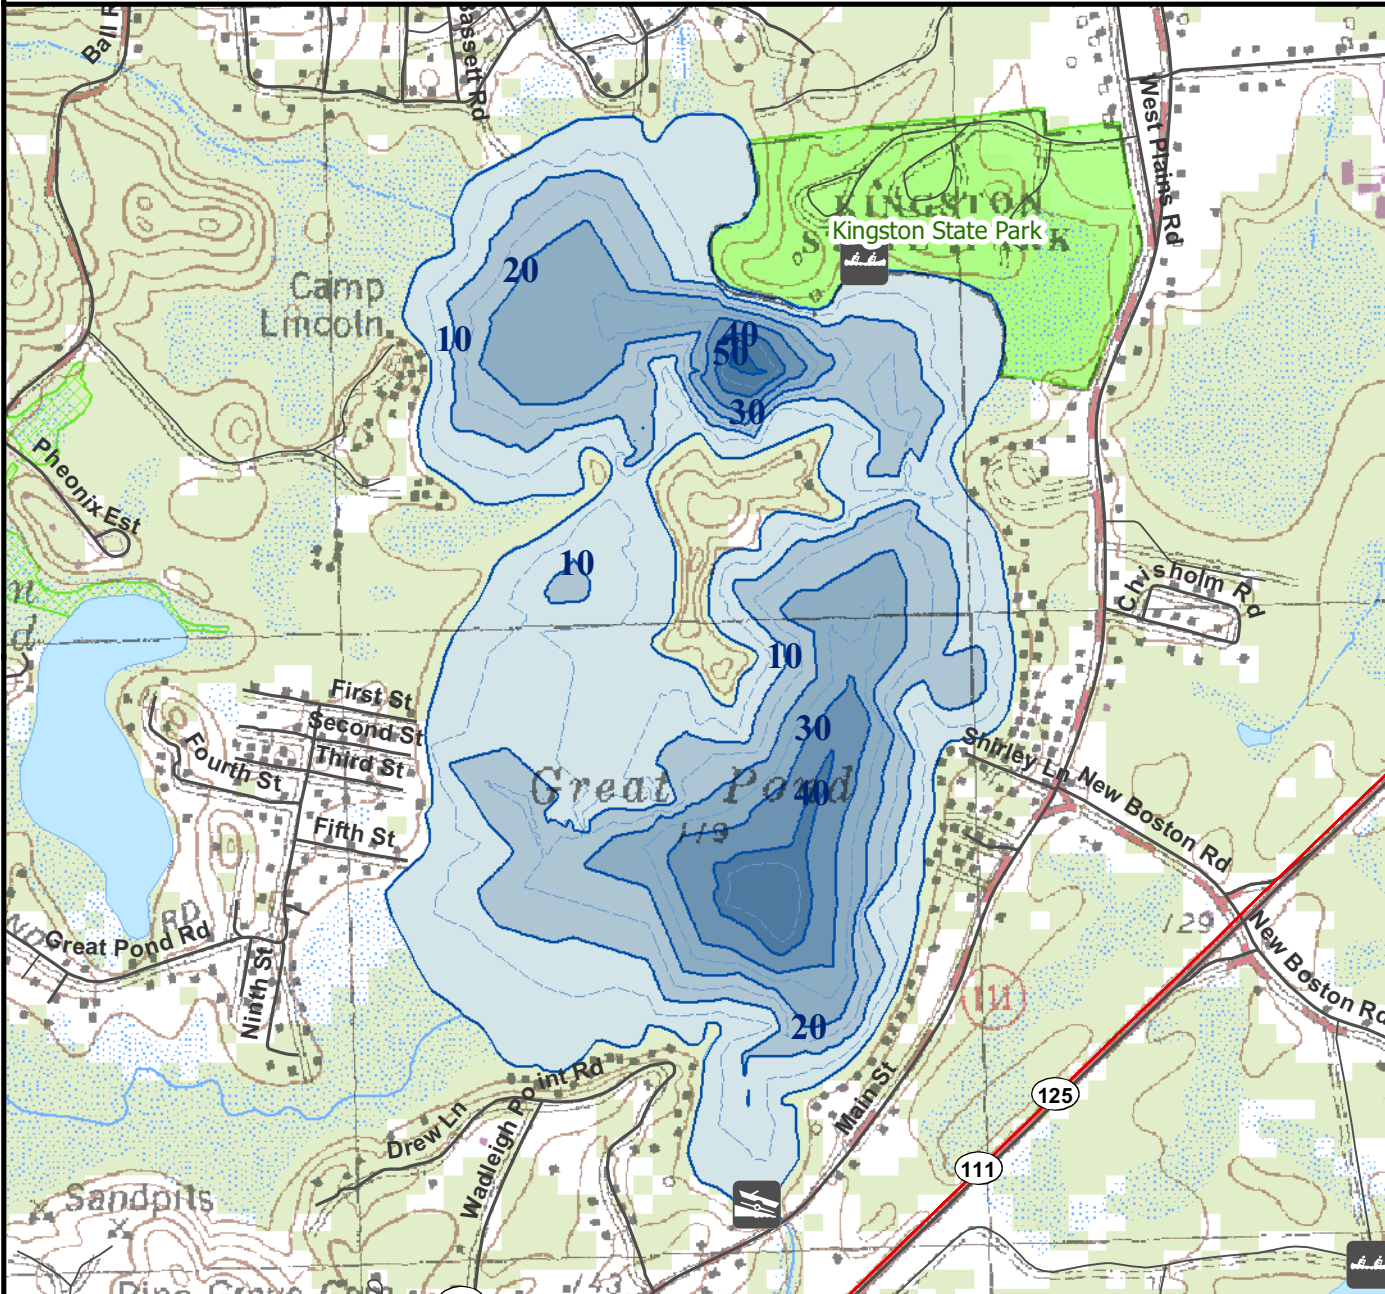 Ball R
Bassett Rd
West Plains Rd
KINGSTON
Kingston State Park
20
Camp
Lincoln
10
40
50
30
Pheonix Est
10
Chisholm Rd
10
First St
Second St
Third St
Fourth St
Fifth St
30
Shirley Ln
New Boston Rd
Great Pond
40
119
RD
Great Pond Rd
129
New Boston Rd
Ninth St
111
20
125
Drew Ln
Wadleigh Point Rd
Main St
111
Sandpits
143